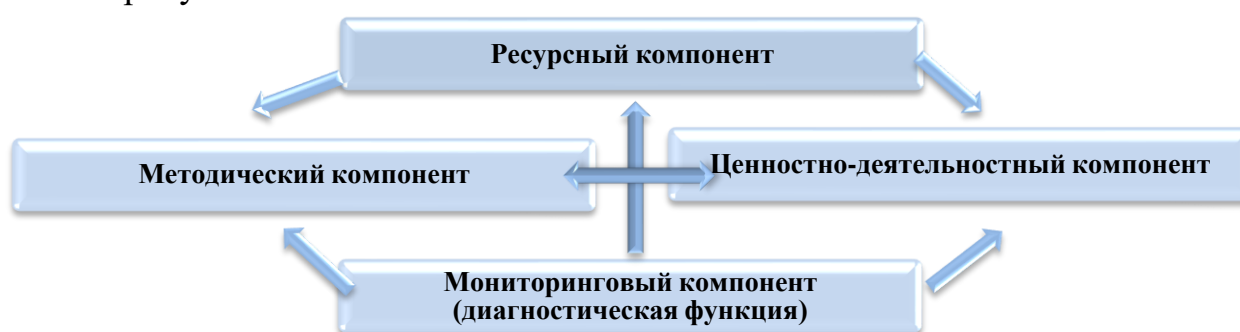 Ресурсный компонент
Методический компонент
Ценностно-деятельностный компонент
Мониторинговый компонент
(диагностическая функция)